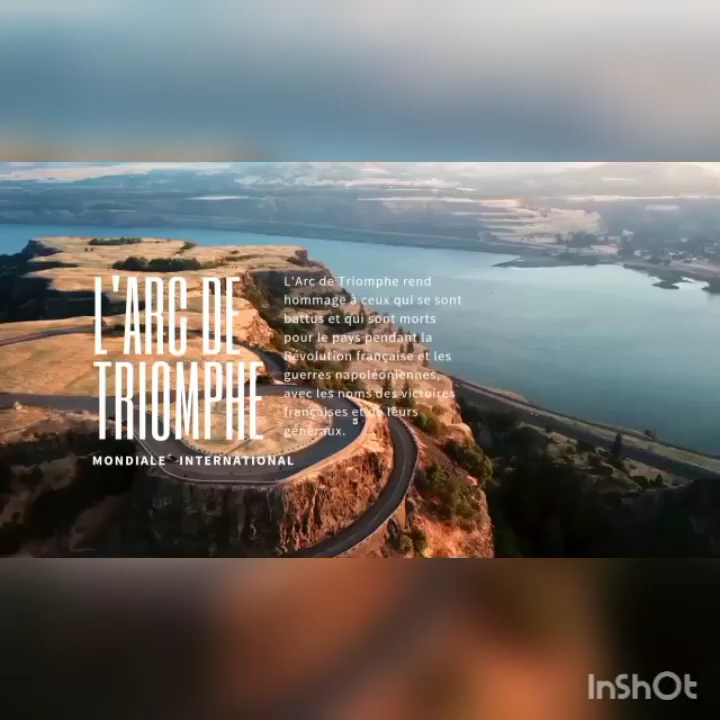 L'ARC DE
TRIOMPHE
MONDIALE INTERNATIONAL
L'Arc de Triomphe rend
hommage à ceux qui se sont
battus et qui sont morts
pour le pays pendant la
Révolution française et les
guerres napoléoniennes,
avec les noms des victoires
françaises et de leurs
généraux.
InShOt